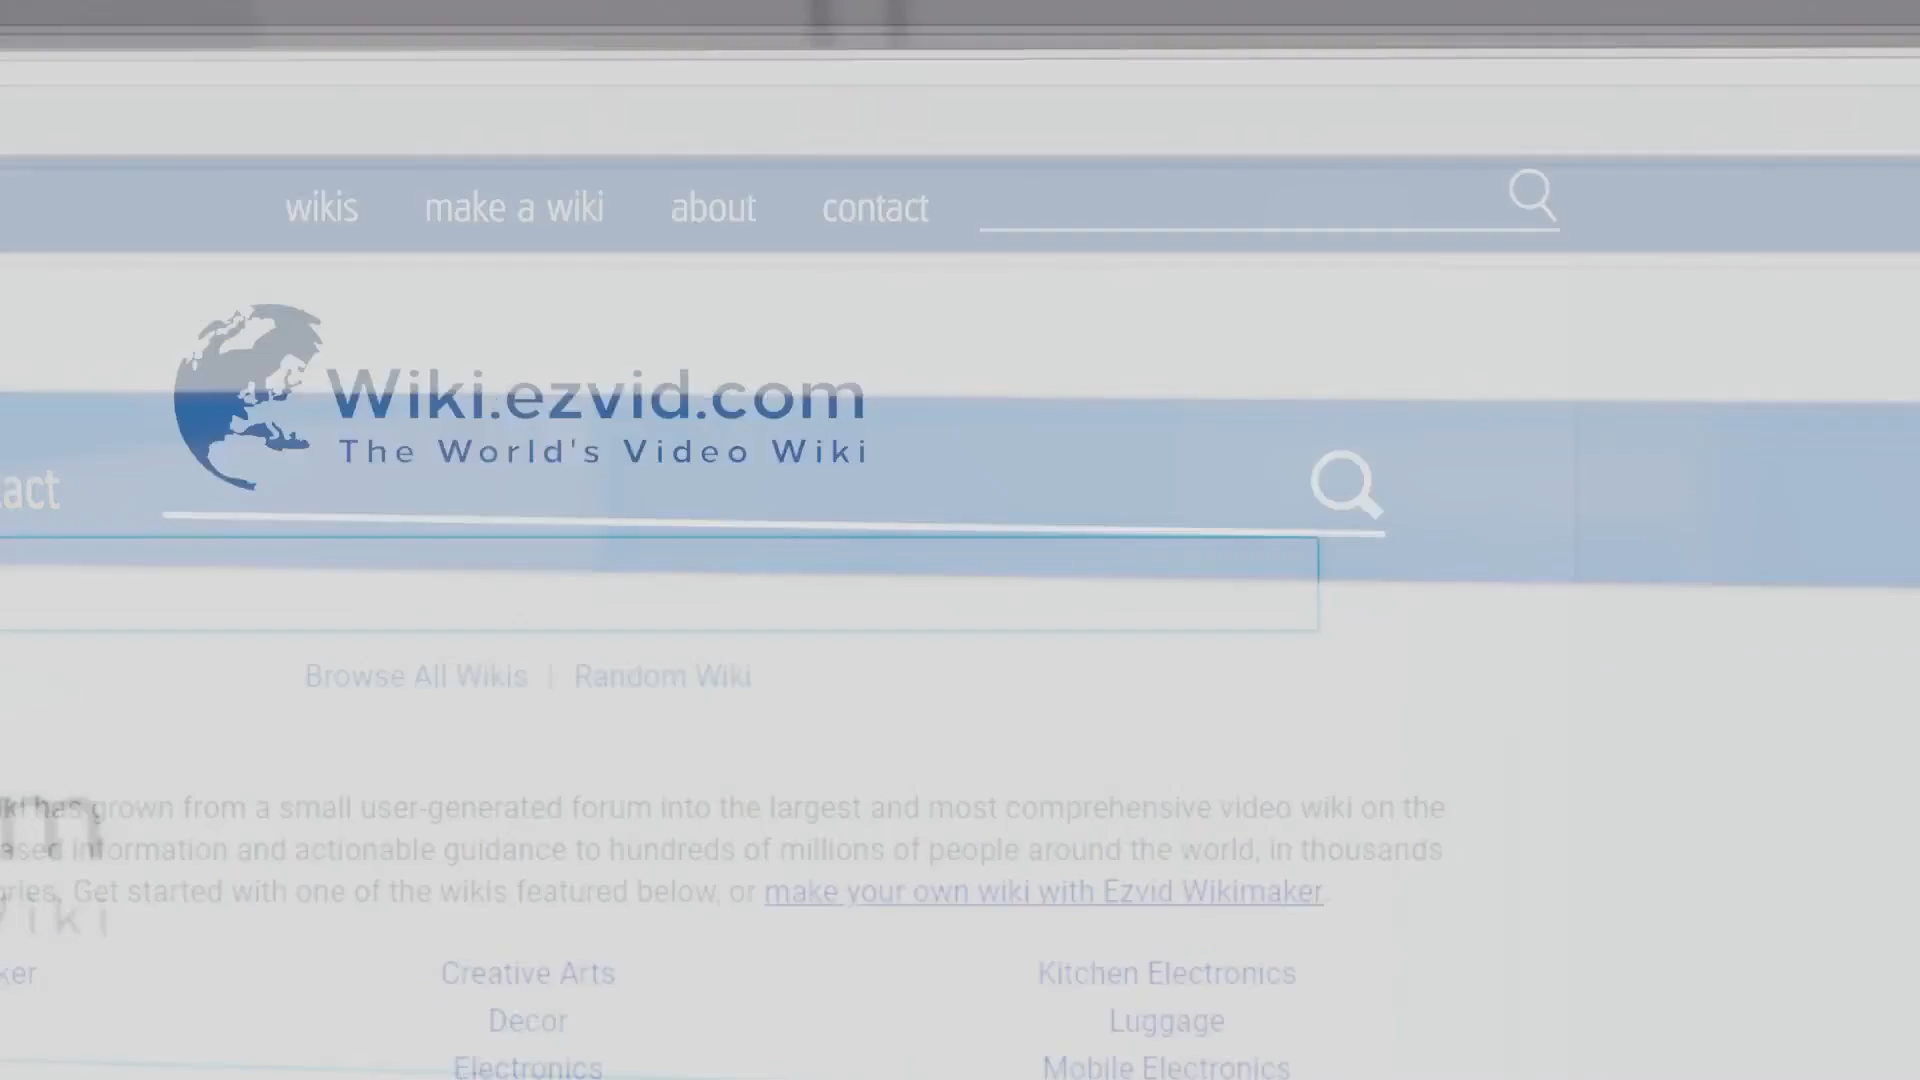 wikis make a wiki about contact
Wiki.ezvid.com
The World's Video Wiki
act
Browse All Wikis | Random Wiki
has grown from a small user-generated forum into the largest and most comprehensive video wiki on the
information and actionable guidance to hundreds of millions of people around the world, in thousands
Get started with one of the wikis featured below, or make your own wiki with Ezvid Wikimaker.
iki
ker Creative Arts Kitchen Electronics
Decor Luggage
Electronics Mobile Electronics